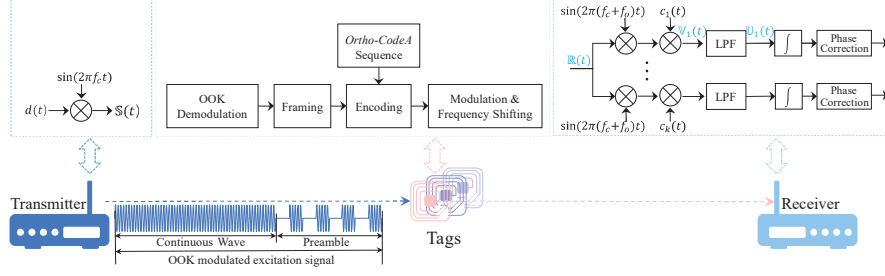 sin(2πf_c t)
d(t)
𝕊(t)
Ortho-CodeA
Sequence
OOK
Demodulation
Framing
Encoding
Modulation &
Frequency Shifting
sin(2π(f_c+f_o)t)
c_1(t)
𝕍_1(t)
𝕌_1(t)
ℝ(t)
LPF
∫
Phase
Correction
LPF
∫
Phase
Correction
sin(2π(f_c+f_o)t)
c_k(t)
Transmitter
Continuous Wave
Preamble
OOK modulated excitation signal
Tags
Receiver